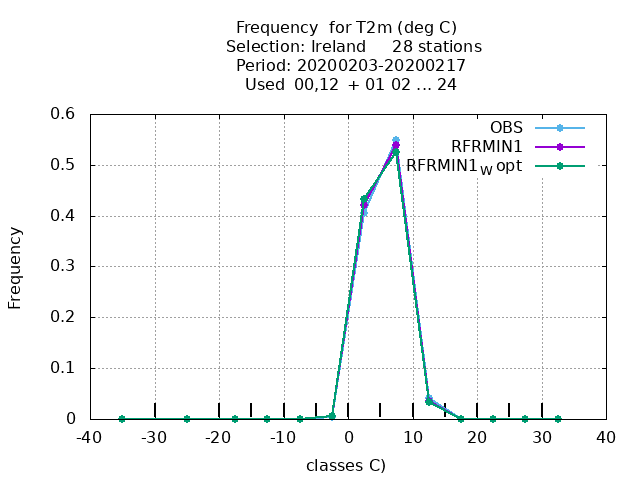 Frequency  for T2m (deg C)
Selection: Ireland     28 stations
Period: 20200203-20200217
Used  00,12  + 01 02 ... 24
0.6
0.5
0.4
0.3
0.2
0.1
0
Frequency
OBS
RFRMIN1
RFRMIN1w opt
-40 -30 -20 -10 0 10 20 30 40
classes C)